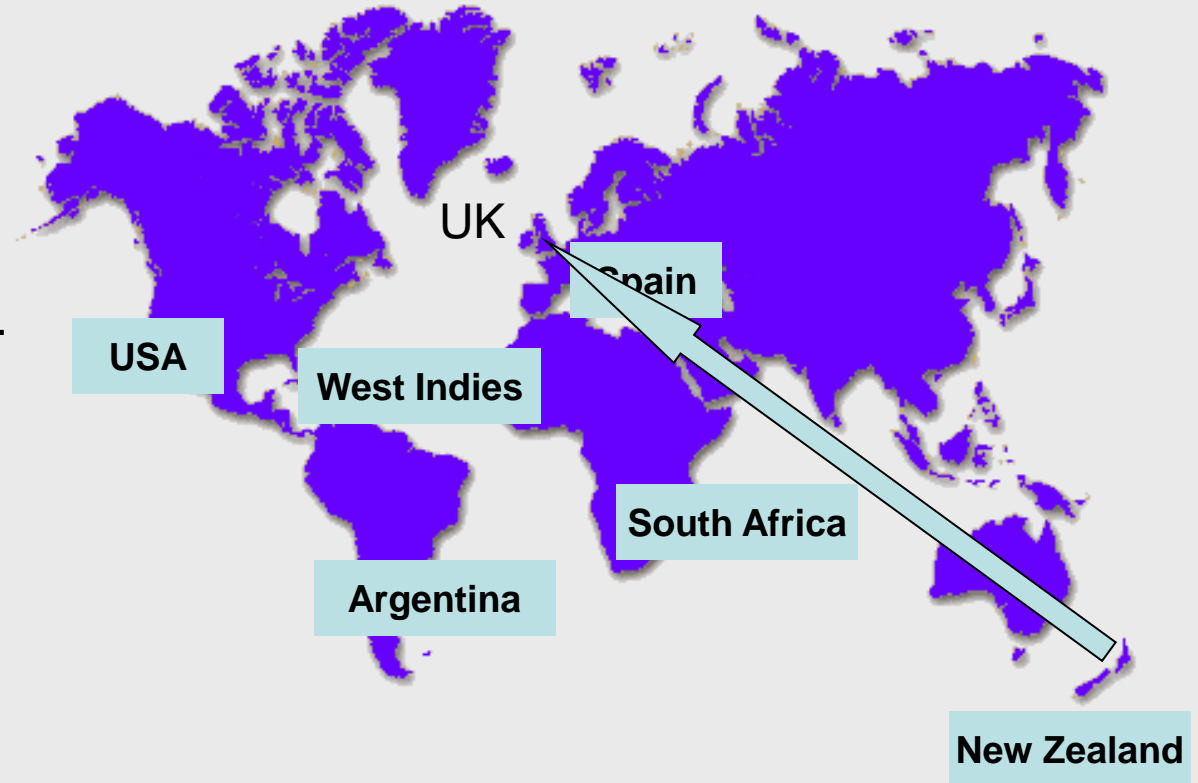 UK
Spain
USA
West Indies
South Africa
Argentina
New Zealand